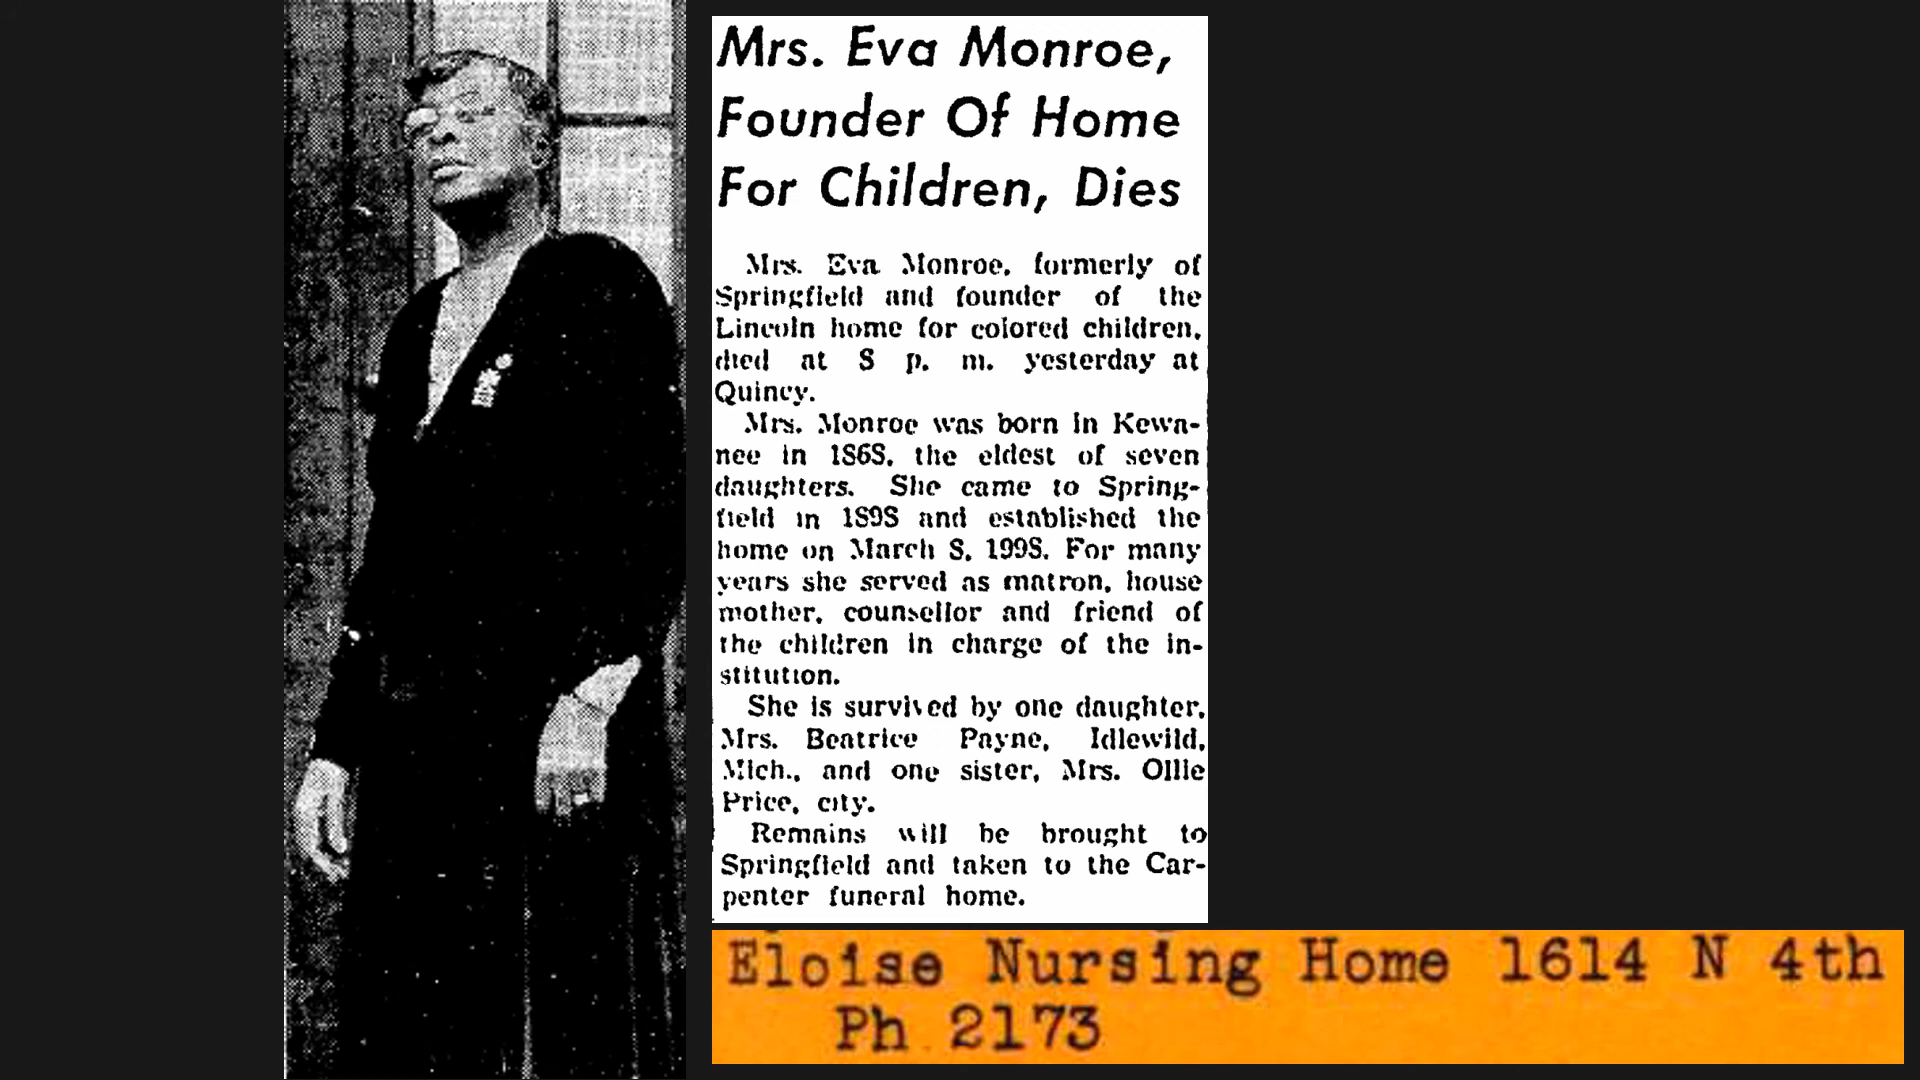 Mrs. Eva Monroe,
Founder Of Home
For Children, Dies
Mrs. Eva Monroe, formerly of
Springfield and founder of the
Lincoln home for colored children,
died at 8 p. m. yesterday at
Quincy.
Mrs. Monroe was born in Kewa-
nee in 1868, the eldest of seven
daughters. She came to Spring-
field in 1898 and established the
home on March 8, 1998. For many
years she served as matron, house
mother, counsellor and friend of
the children in charge of the in-
stitution.
She is survived by one daughter,
Mrs. Beatrice Payne, Idlewild,
Mich., and one sister, Mrs. Ollie
Price, city.
Remains will be brought to
Springfield and taken to the Car-
penter funeral home.
Eloise Nursing Home 1614 N 4th
Ph 2173